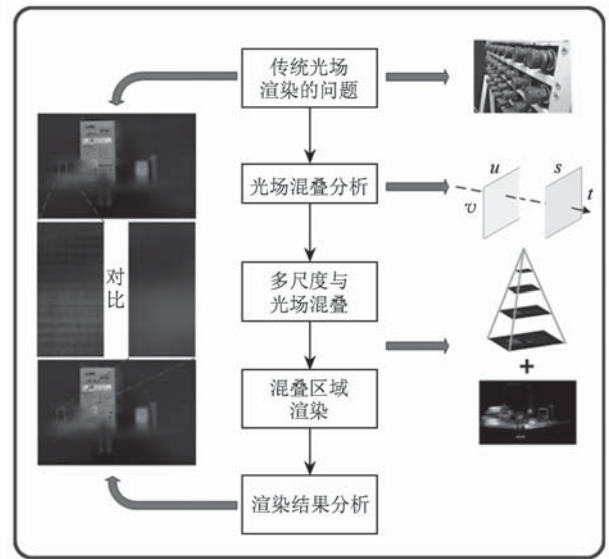 传统光场
渲染的问题
光场混叠分析
u
s
v
t
对
比
多尺度与
光场混叠
+
混叠区域
渲染
渲染结果分析